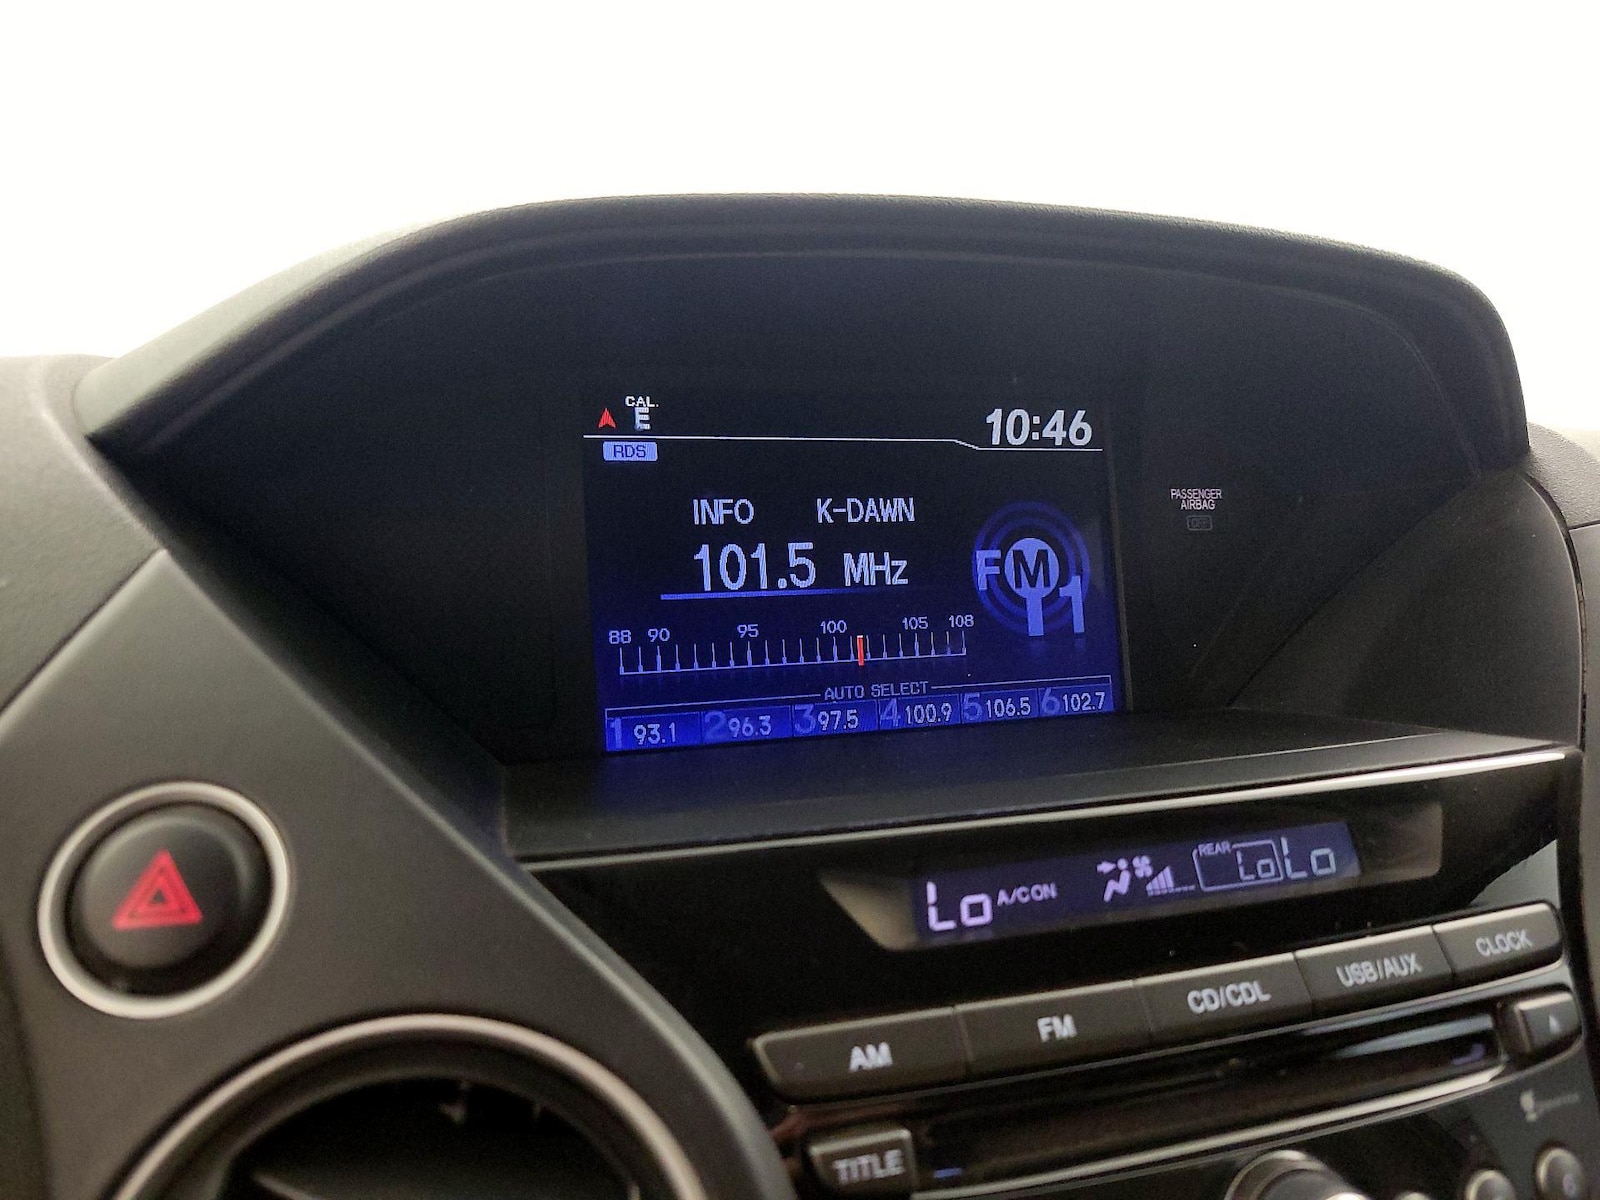 CAL.
E
10:46
RDS
INFO K-DAWN
101.5 MHz
FM1
88 90 95 100 105 108
AUTO SELECT
1 93.1 2 96.3 3 97.5 4 100.9 5 106.5 6 102.7
PASSENGER
AIRBAG
OFF
Lo A/CON REAR Lo Lo
AM FM CD/CDL USB/AUX CLOCK
TITLE
6